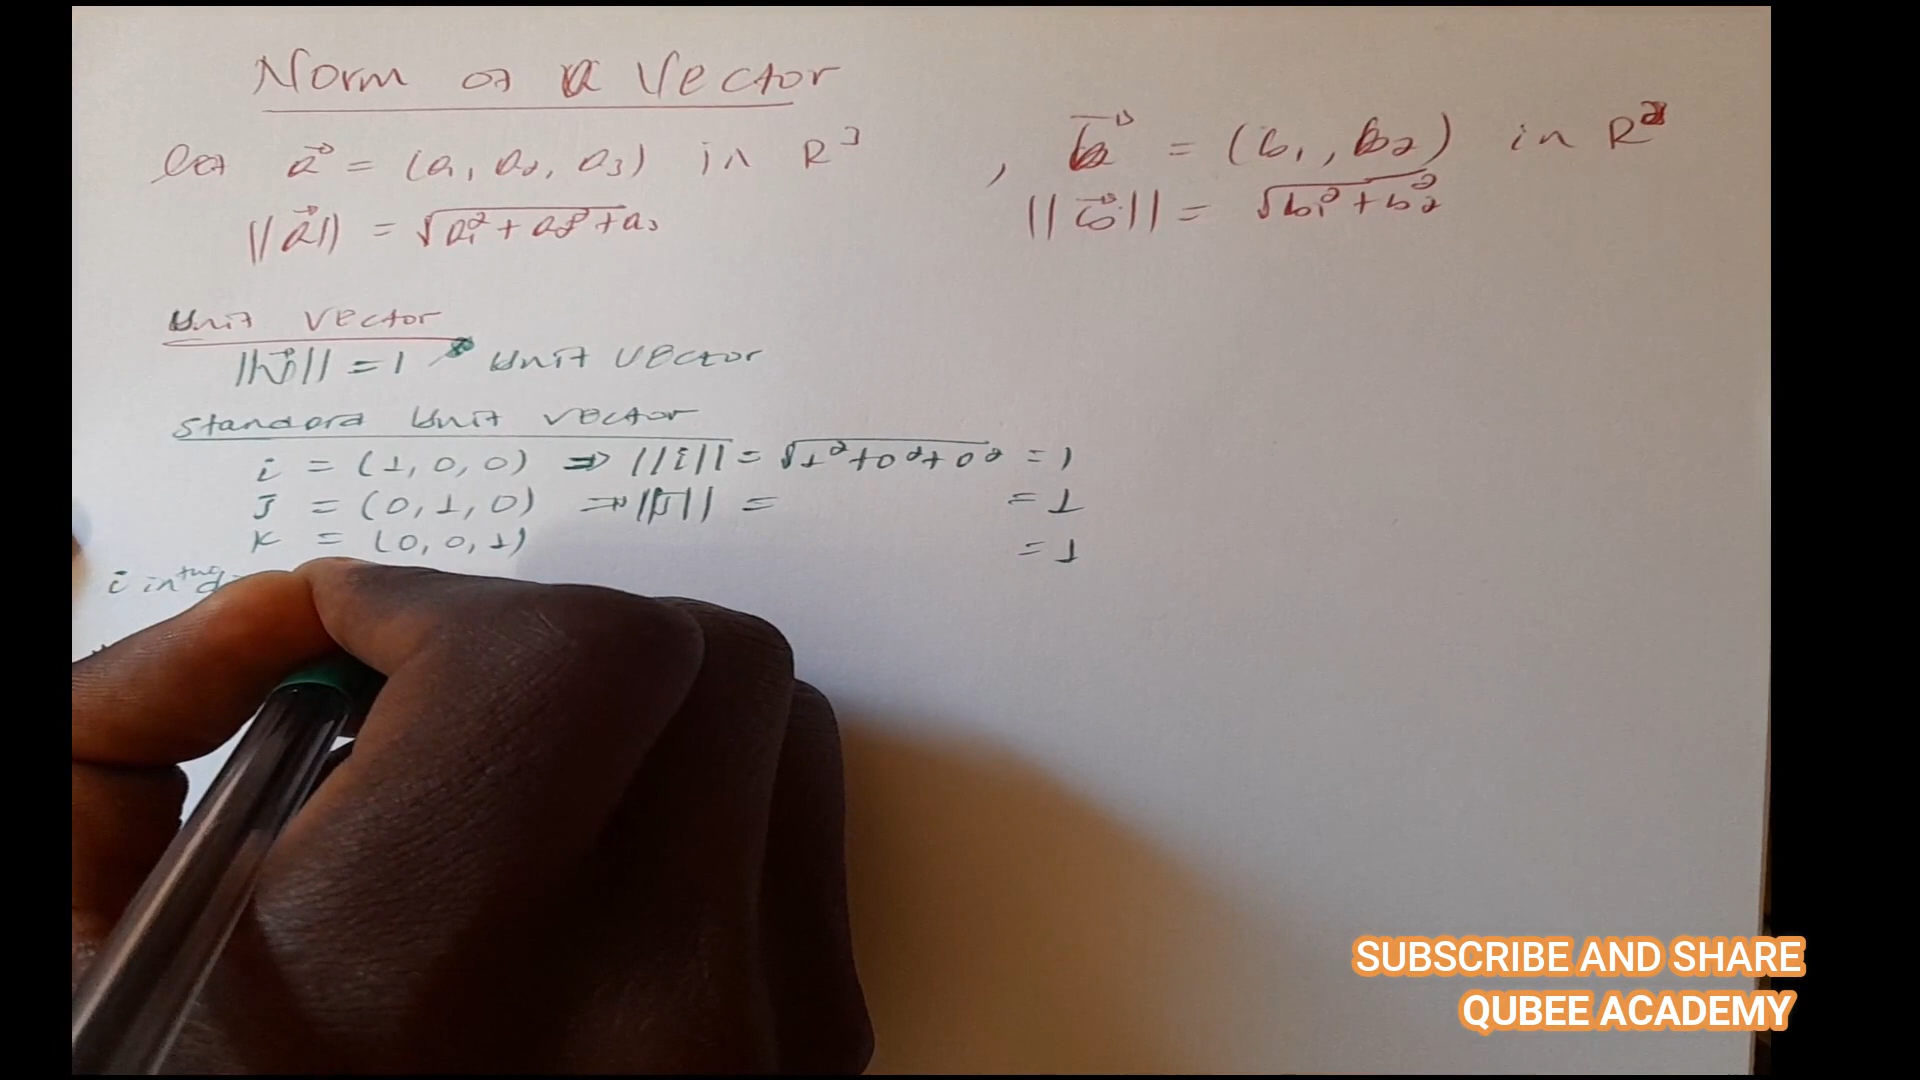 Norm of a Vector
let a⃗ = (a₁, a₂, a₃) in R³ , b⃗ = (b₁, b₂) in R²
||a⃗|| = √a₁² + a₂² + a₃ ||b⃗|| = √b₁² + b₂²
Unit Vector
||v⃗|| = 1 → Unit vector
Standard Unit vector
i = (1, 0, 0) ⇒ ||i|| = √1² + 0² + 0² = 1
J = (0, 1, 0) ⇒ ||J|| = = 1
K = (0, 0, 1) = 1
i in the
SUBSCRIBE AND SHARE
QUBEE ACADEMY